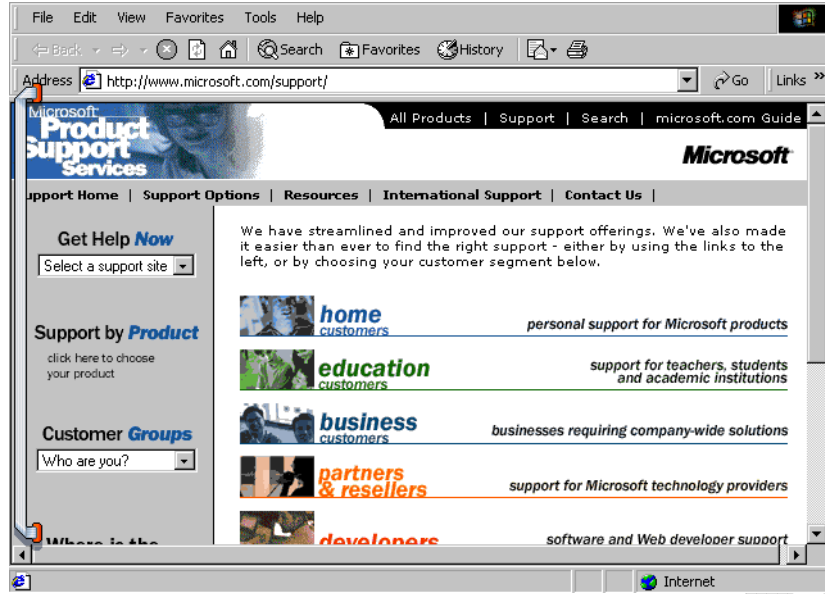 File Edit View Favorites Tools Help
Back Search Favorites History
Address http://www.microsoft.com/support/ Go Links »
Microsoft
Product
Support
Services
All Products | Support | Search | microsoft.com Guide
Microsoft
upport Home | Support Options | Resources | International Support | Contact Us |
Get Help Now
Select a support site
Support by Product
click here to choose
your product
Customer Groups
Who are you?
Where is the
We have streamlined and improved our support offerings. We've also made
it easier than ever to find the right support - either by using the links to the
left, or by choosing your customer segment below.
home
customers
personal support for Microsoft products
education
customers
support for teachers, students
and academic institutions
business
customers
businesses requiring company-wide solutions
partners
& resellers
support for Microsoft technology providers
developers
software and Web developer support
Internet